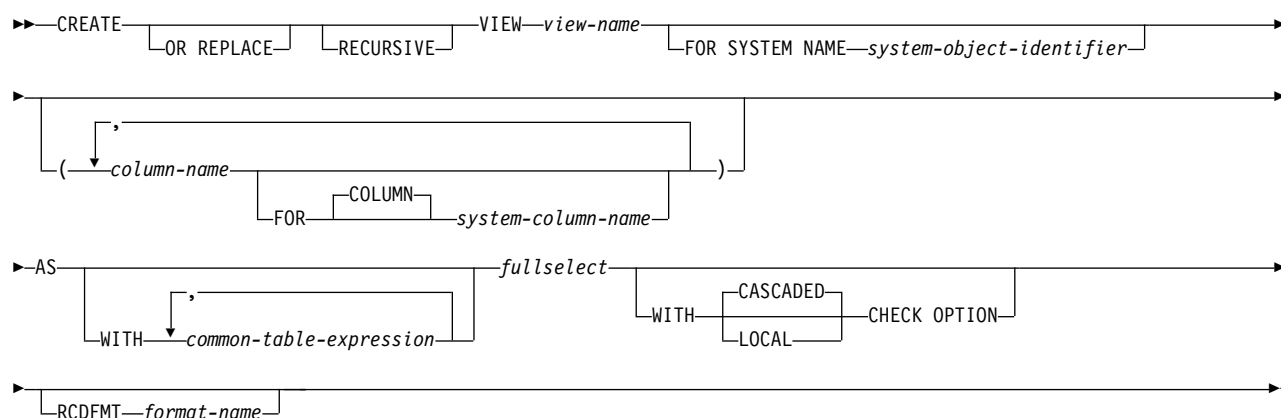 CREATE VIEW view-name
OR REPLACE RECURSIVE FOR SYSTEM NAME system-object-identifier
,
( column-name )
COLUMN
FOR system-column-name
AS fullselect
, CASCADED
WITH common-table-expression WITH CHECK OPTION
LOCAL
RCDFMT format-name